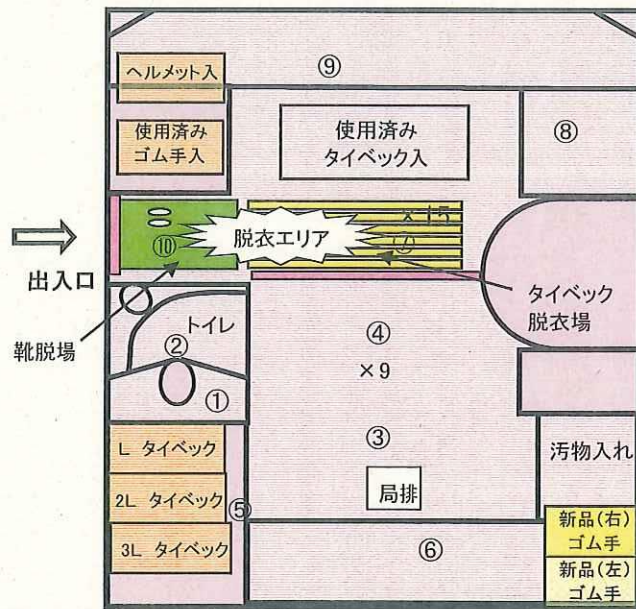 ヘルメット入
⑨
使用済み
ゴム手入
使用済み
タイベック入
⑧
×15
⑦
⑩
脱衣エリア
出入口
靴脱場
タイベック
脱衣場
トイレ
②
①
④
×9
③
局排
汚物入れ
L タイベック
2L タイベック
3L タイベック
⑤
⑥
新品(右)
ゴム手
新品(左)
ゴム手